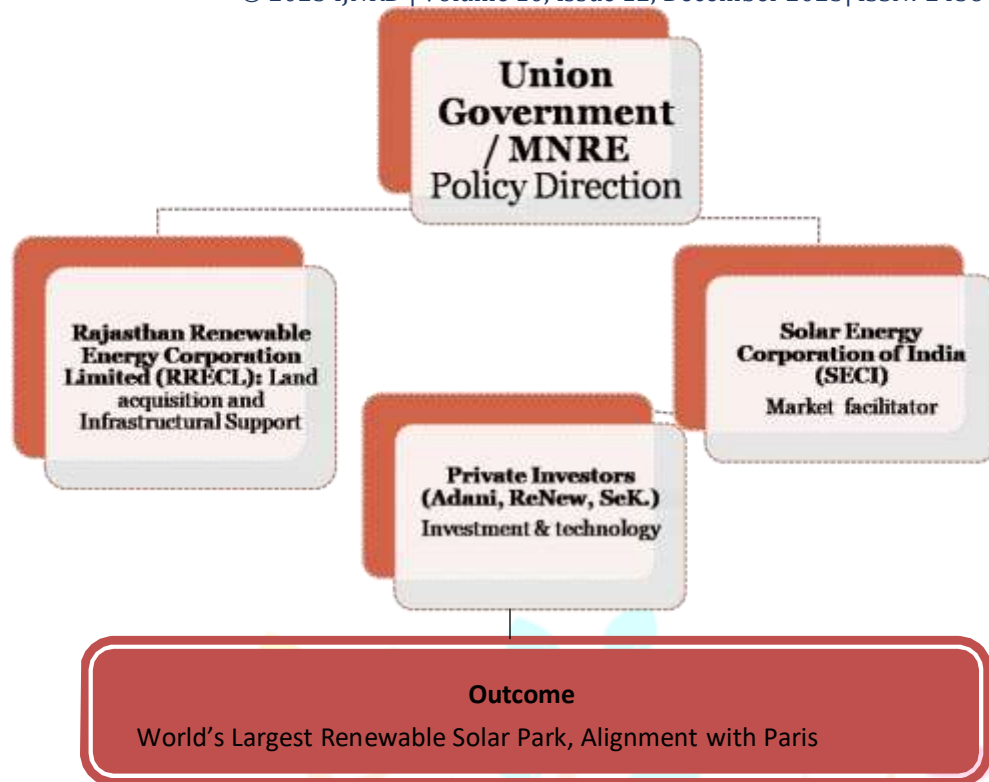 Union
Government
/ MNRE
Policy Direction
Rajasthan Renewable
Energy Corporation
Limited (RRECL): Land
acquisition and
Infrastructural Support
Solar Energy
Corporation of India
(SECI)
Market facilitator
Private Investors
(Adani, ReNew, SeK.)
Investment & technology
Outcome
World's Largest Renewable Solar Park, Alignment with Paris